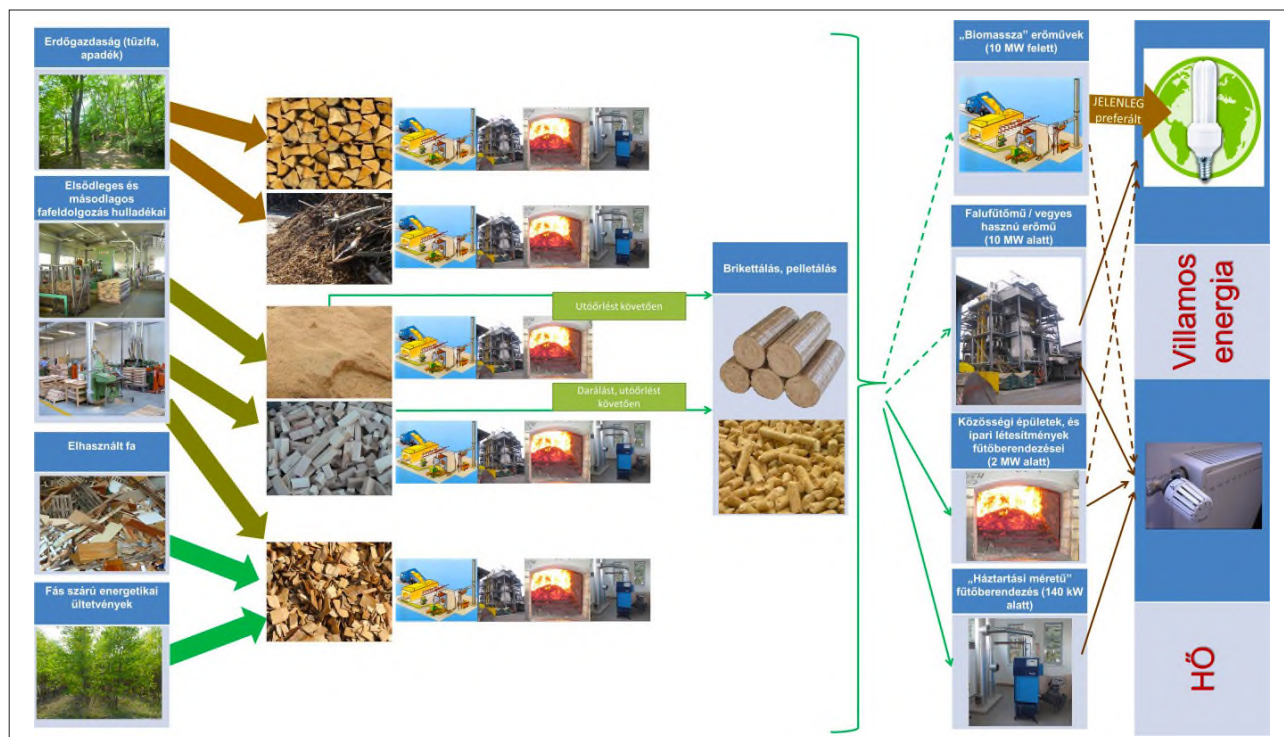 Erdőgazdaság (tűzifa,
apadék)
Elsődleges és
másodlagos
fafeldolgozás hulladékai
Elhasznált fa
Fás szárú energetikai
ültetvények
Utóőrlést követően
Darálást, utóőrlést
követően
Brikettálás, pelletálás
„Biomassza” erőművek
(10 MW felett)
JELENLEG
preferált
Falufűtőmű / vegyes
hasznú erőmű
(10 MW alatt)
Közösségi épületek, és
ipari létesítmények
fűtőberendezései
(2 MW alatt)
„Háztartási méretű”
fűtőberendezés (140 kW
alatt)
Villamos
energia
HŐ